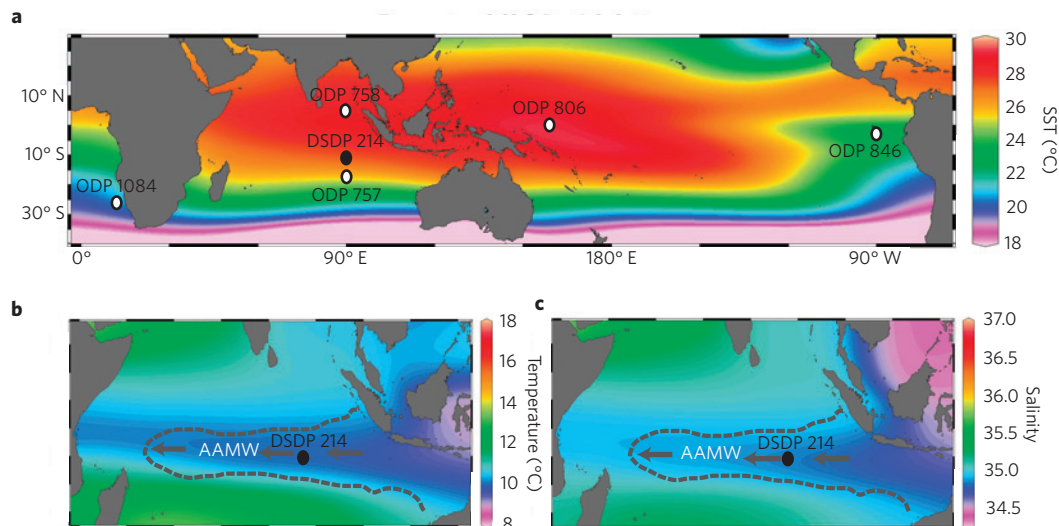 a
ODP 758
ODP 806
DSDP 214
ODP 846
ODP 1084
ODP 757
10° N
10° S
30° S
0°
90° E
180° E
90° W
30
28
26
24
22
20
18
SST (°C)
b
DSDP 214
AAMW
18
16
14
12
10
8
Temperature (°C)
c
DSDP 214
AAMW
37.0
36.5
36.0
35.5
35.0
34.5
Salinity